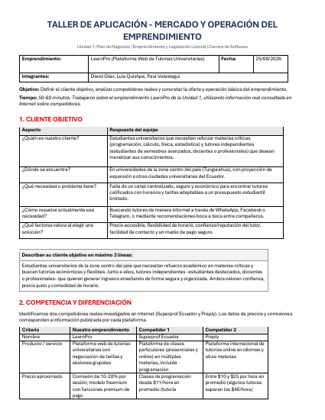 TALLER DE APLICACIÓN - MERCADO Y OPERACIÓN DEL
EMPRENDIMIENTO
Unidad 1: Plan de Negocios | Emprendimiento y Legislación Laboral | Carrera de Software
Emprendimiento: LearnPro (Plataforma Web de Tutorías Universitarias) Fecha: 25/08/2026
Integrantes: David Giler, Luis Quishpe, Paul Velastegui
Objetivo: Definir el cliente objetivo, analizar competidores reales y concretar la oferta y operación básica del emprendimiento.
Tiempo: 60-90 minutos. Trabajaron sobre el emprendimiento LearnPro de la Unidad 1, utilizando información real consultada en
Internet sobre competidores.
1. CLIENTE OBJETIVO
Aspecto Respuesta del equipo
¿Quién es nuestro cliente? Estudiantes universitarios que necesitan reforzar materias críticas
(programación, cálculo, física, estadística) y tutores independientes
(estudiantes de semestres avanzados, docentes o profesionales) que desean
monetizar sus conocimientos.
¿Dónde se encuentra? En universidades de la zona centro del país (Tungurahua), con proyección
de expansión a otras ciudades universitarias del Ecuador.
¿Qué necesidad o problema tiene? Falta de un canal centralizado, seguro y económico para encontrar tutores
calificados con horarios y tarifas adaptables a un presupuesto estudiantil
limitado.
¿Cómo resuelve actualmente esa
necesidad?
Buscando tutores de manera informal a través de WhatsApp, Facebook o
Telegram, o mediante recomendaciones boca a boca entre compañeros.
¿Qué factores valora al elegir una
solución?
Precio accesible, flexibilidad de horario, confianza/reputación del tutor,
facilidad de contacto y un medio de pago seguro.
Describan su cliente objetivo en máximo 3 líneas:
Estudiantes universitarios de la zona centro del país que necesitan refuerzo académico en materias críticas y
buscan tutorías económicas y flexibles. Junto a ellos, tutores independientes -estudiantes destacados, docentes
o profesionales- que quieren generar ingresos enseñando de forma segura y organizada. Ambos valoran confianza,
precio justo y comodidad de horario.
2. COMPETENCIA Y DIFERENCIACIÓN
Identificamos dos competidores reales investigados en Internet (Superprof Ecuador y Preply). Los datos de precios y comisiones
corresponden a información publicada por cada plataforma.
Criterio Nuestro emprendimiento Competidor 1 Competidor 2
Nombre LearnPro Superprof Ecuador Preply
Producto / servicio Plataforma web de tutorías
universitarias con
negociación de tarifas y
sesiones grupales
Plataforma de clases
particulares (presenciales y
online) en múltiples
materias, incluida
programación
Plataforma internacional de
tutorías online de idiomas y
otras materias
Precio aproximado Comisión de 10-20% por
sesión; modelo freemium
con funciones premium de
pago
Clases de programación
desde $11/hora en
promedio (tutoría
Entre $10 y $25 por hora en
promedio (algunos tutores
superan los $40/hora)